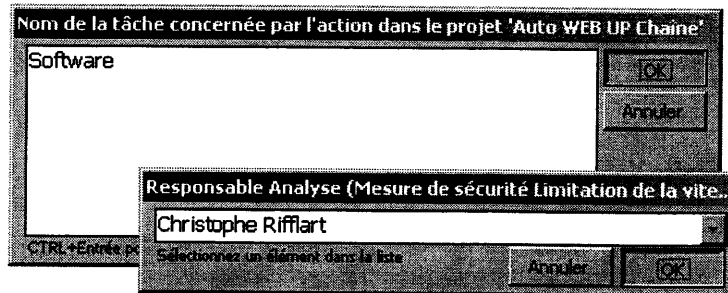 Nom de la tâche concernée par l'action dans le projet 'Auto WEB UP Chaine'
Software
OK
Annuler
CTRL+Entrée po
Responsable Analyse (Mesure de sécurité Limitation de la vite...
Christophe Rifflart
Sélectionnez un élément dans la liste
Annuler
OK